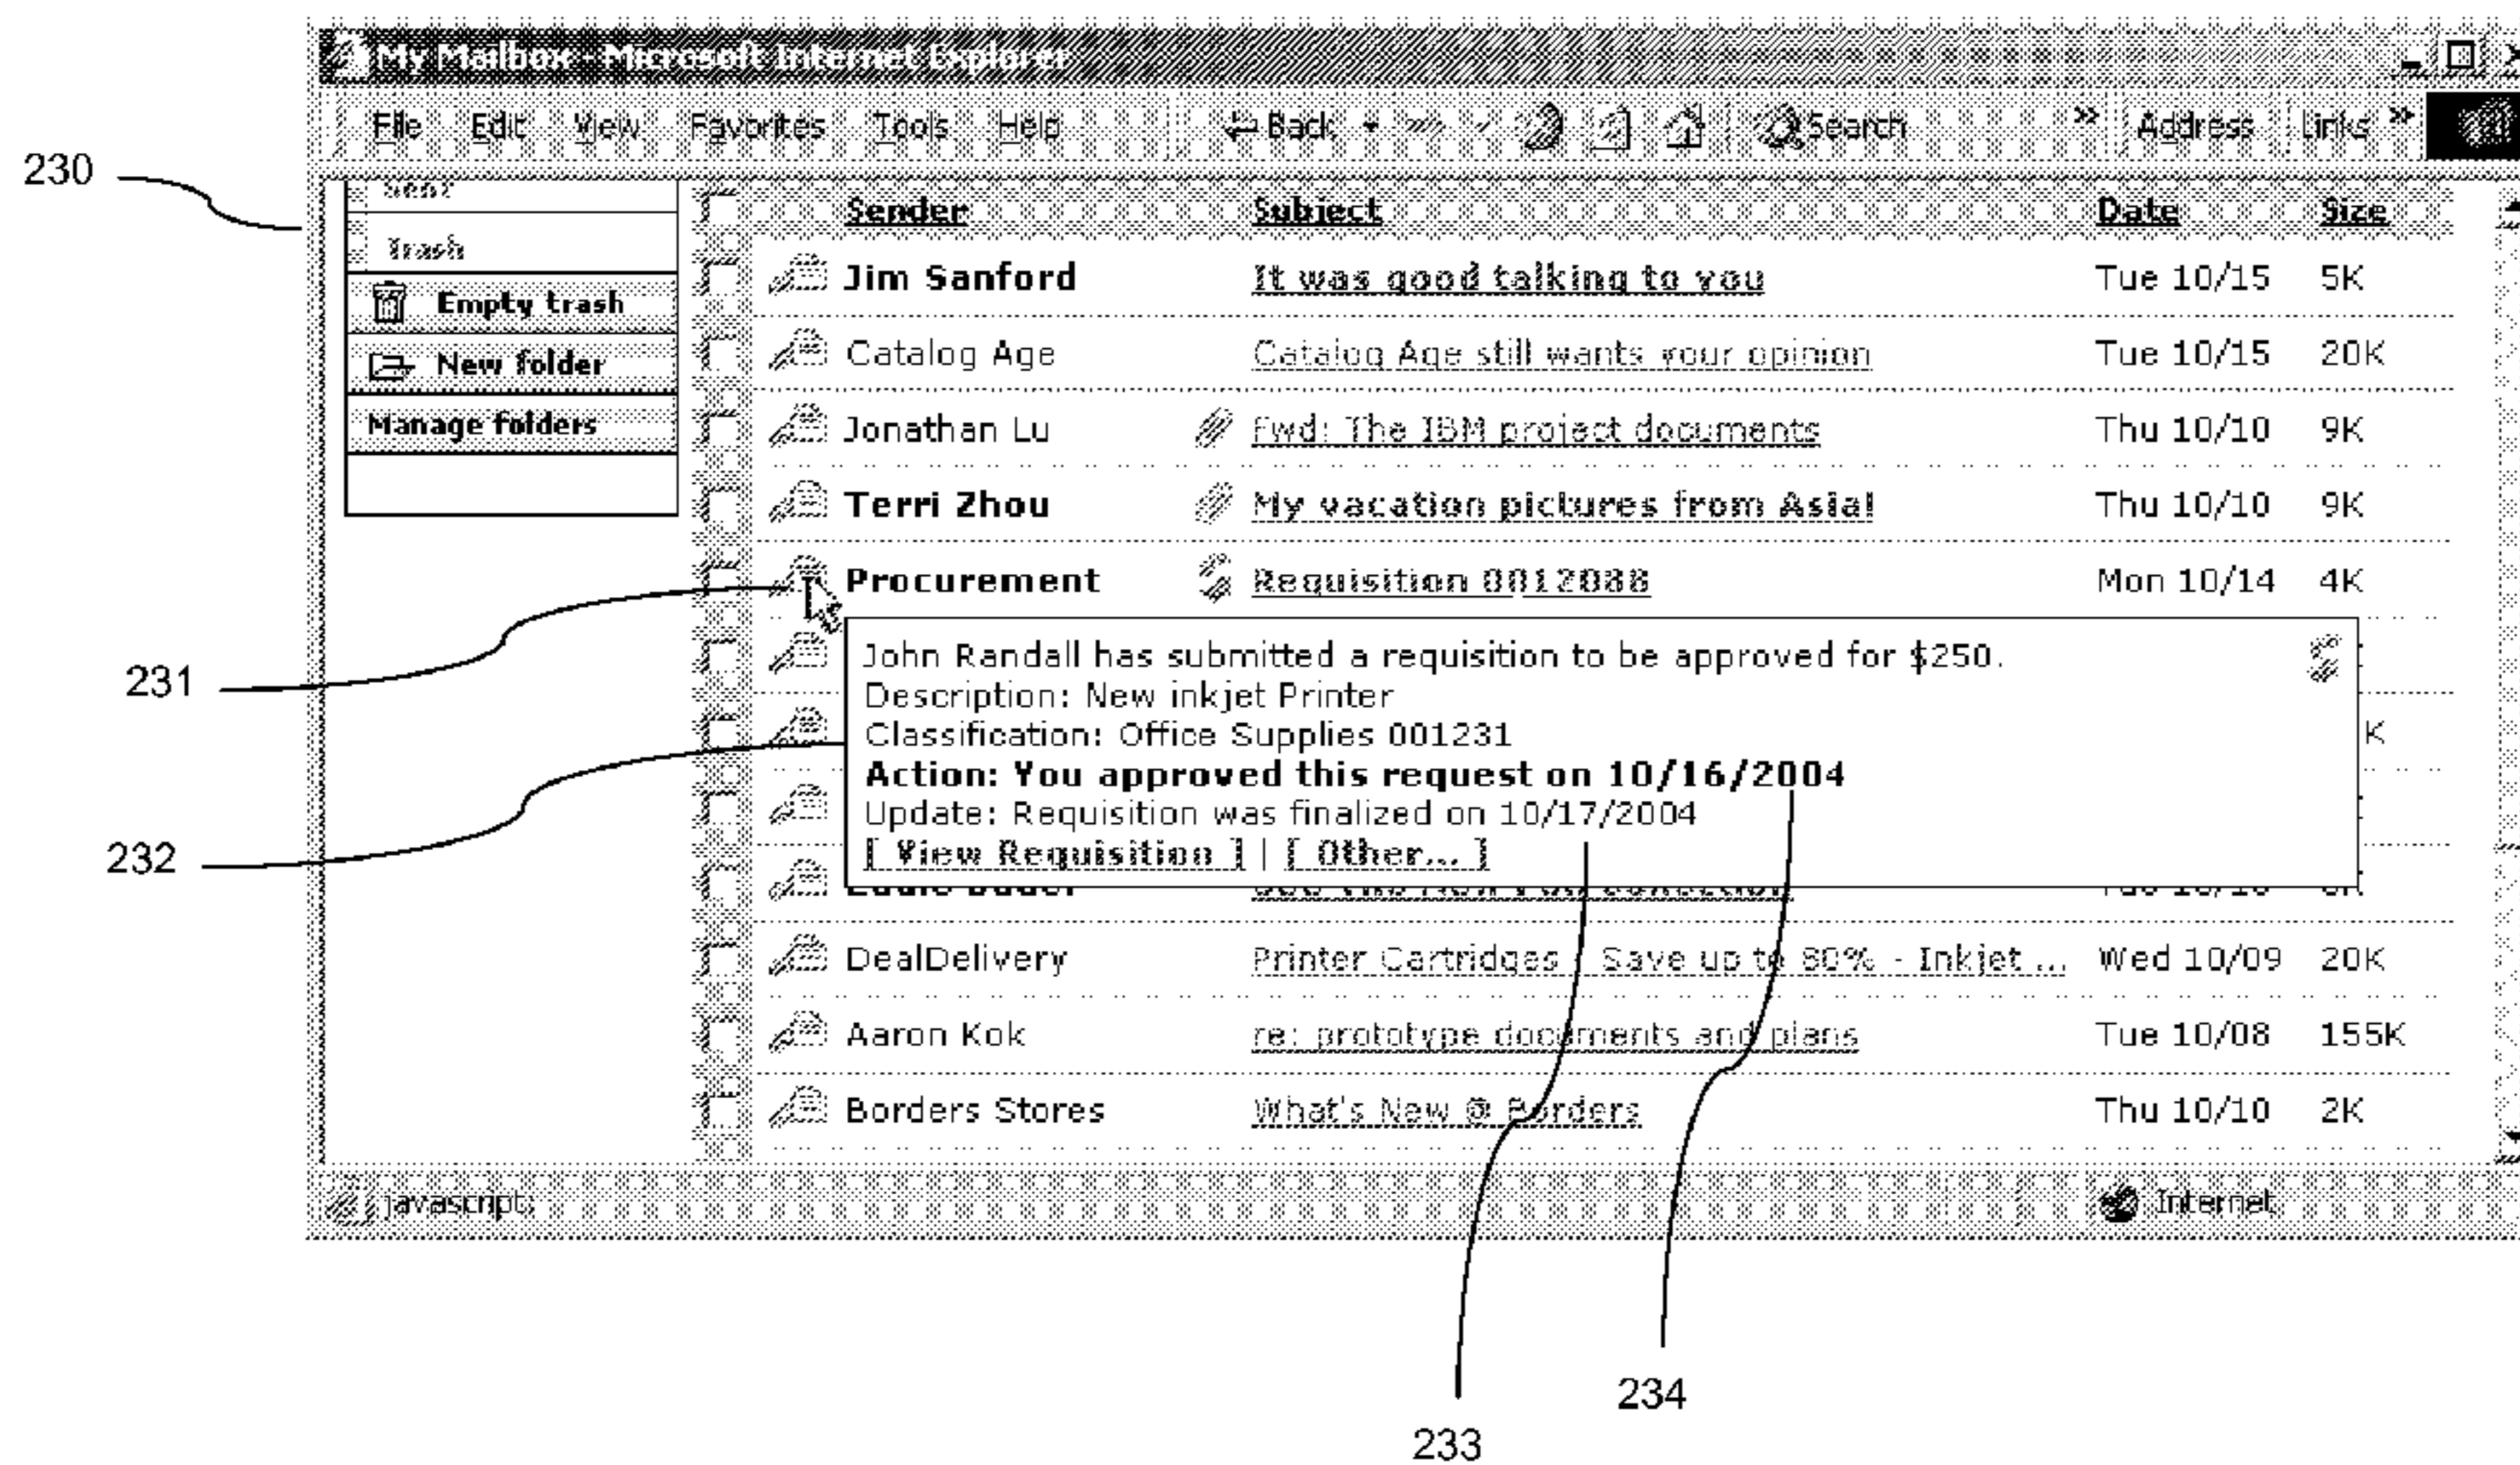 My Mailbox - Microsoft Internet Explorer
File Edit View Favorites Tools Help Back Search » Address Links »
230
Sent
Trash
Empty trash
New folder
Manage folders
Sender Subject Date Size
Jim Sanford It was good talking to you Tue 10/15 5K
Catalog Age Catalog Age still wants your opinion Tue 10/15 20K
Jonathan Lu Fwd: The IBM project documents Thu 10/10 9K
Terri Zhou My vacation pictures from Asia! Thu 10/10 9K
Procurement Requisition 0012088 Mon 10/14 4K
231
John Randall has submitted a requisition to be approved for $250.
Description: New inkjet Printer
Classification: Office Supplies 001231
K
Action: You approved this request on 10/16/2004
Update: Requisition was finalized on 10/17/2004
[ View Requisition ] | [ Other... ]
232
DealDelivery Printer Cartridges - Save up to 80% - Inkjet ... Wed 10/09 20K
Aaron Kok re: prototype documents and plans Tue 10/08 155K
Borders Stores What's New @ Borders Thu 10/10 2K
javascript: Internet
234
233